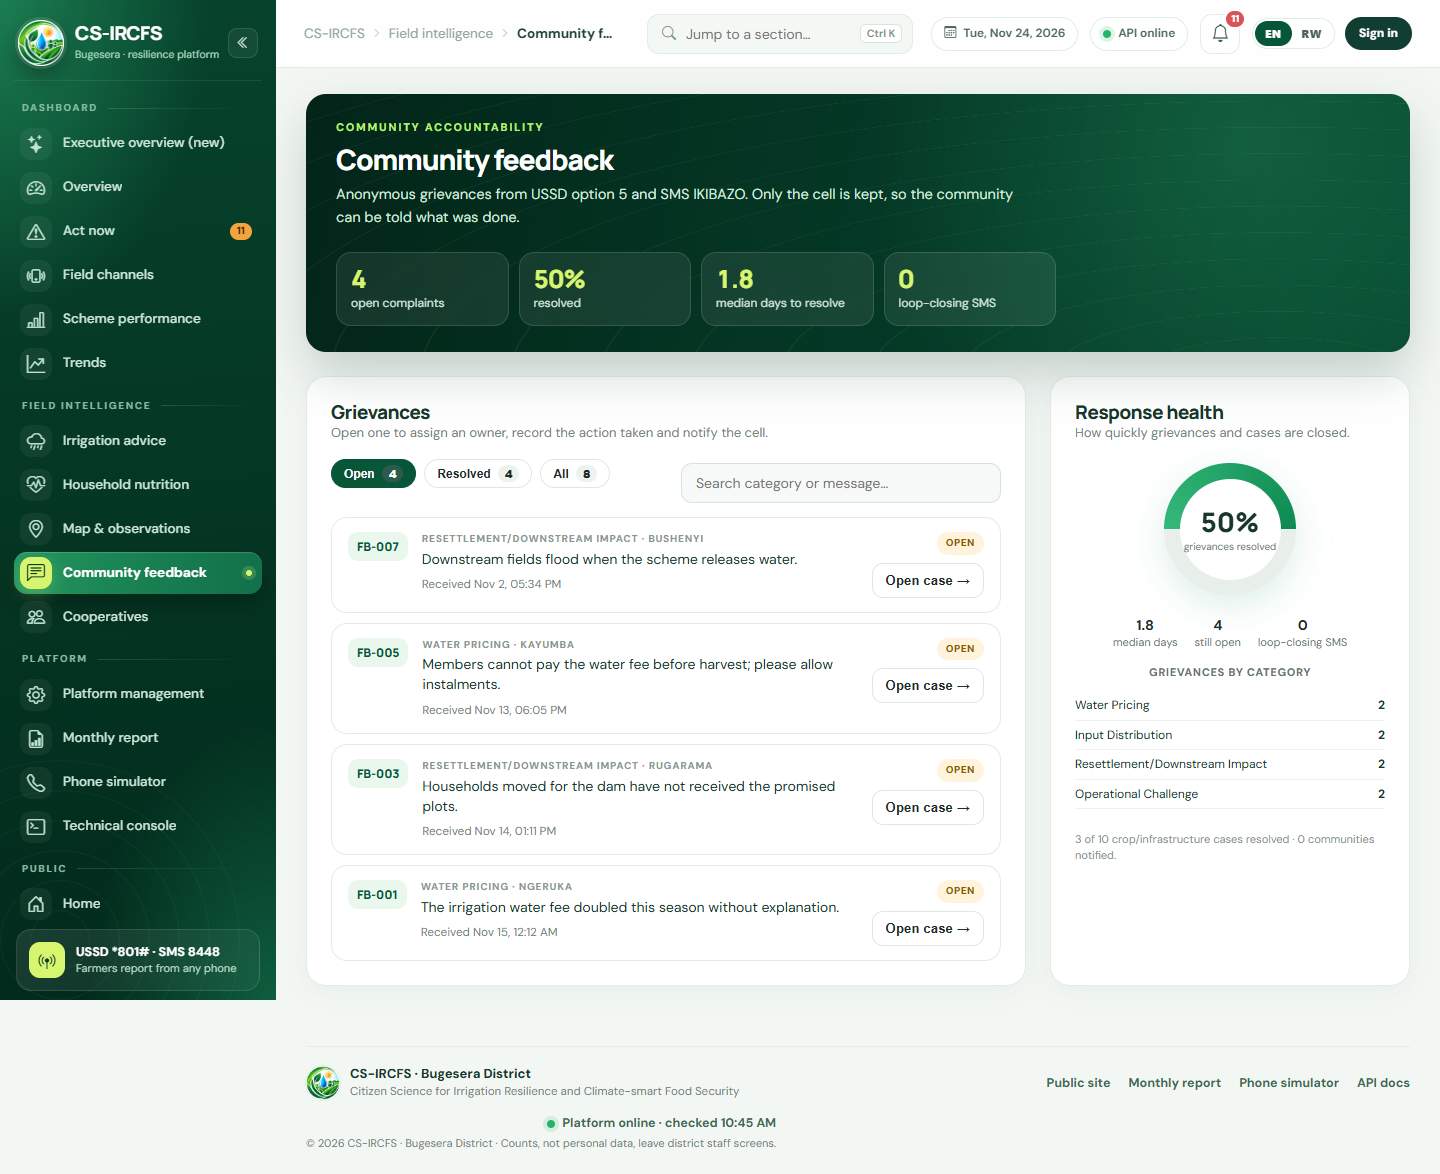 CS-IRCFS
Bugesera · resilience platform
DASHBOARD
Executive overview (new)
Overview
Act now
11
Field channels
Scheme performance
Trends
FIELD INTELLIGENCE
Irrigation advice
Household nutrition
Map & observations
Community feedback
Cooperatives
PLATFORM
Platform management
Monthly report
Phone simulator
Technical console
PUBLIC
Home
USSD *801# · SMS 8448
Farmers report from any phone
CS-IRCFS > Field intelligence > Community f...
Jump to a section...
Ctrl K
Tue, Nov 24, 2026
API online
11
EN RW
Sign in
COMMUNITY ACCOUNTABILITY
Community feedback
Anonymous grievances from USSD option 5 and SMS IKIBAZO. Only the cell is kept, so the community
can be told what was done.
4
open complaints
50%
resolved
1.8
median days to resolve
0
loop-closing SMS
Grievances
Open one to assign an owner, record the action taken and notify the cell.
Open 4
Resolved 4
All 8
Search category or message...
FB-007
RESETTLEMENT/DOWNSTREAM IMPACT · BUSHENYI
Downstream fields flood when the scheme releases water.
Received Nov 2, 05:34 PM
OPEN
Open case →
FB-005
WATER PRICING · KAYUMBA
Members cannot pay the water fee before harvest; please allow
instalments.
Received Nov 13, 06:05 PM
OPEN
Open case →
FB-003
RESETTLEMENT/DOWNSTREAM IMPACT · RUGARAMA
Households moved for the dam have not received the promised
plots.
Received Nov 14, 01:11 PM
OPEN
Open case →
FB-001
WATER PRICING · NGERUKA
The irrigation water fee doubled this season without explanation.
Received Nov 15, 12:12 AM
OPEN
Open case →
Response health
How quickly grievances and cases are closed.
50%
grievances resolved
1.8
median days
4
still open
0
loop-closing SMS
GRIEVANCES BY CATEGORY
Water Pricing 2
Input Distribution 2
Resettlement/Downstream Impact 2
Operational Challenge 2
3 of 10 crop/infrastructure cases resolved · 0 communities
notified.
CS-IRCFS · Bugesera District
Citizen Science for Irrigation Resilience and Climate-smart Food Security
Public site
Monthly report
Phone simulator
API docs
Platform online · checked 10:45 AM
© 2026 CS-IRCFS · Bugesera District · Counts, not personal data, leave district staff screens.